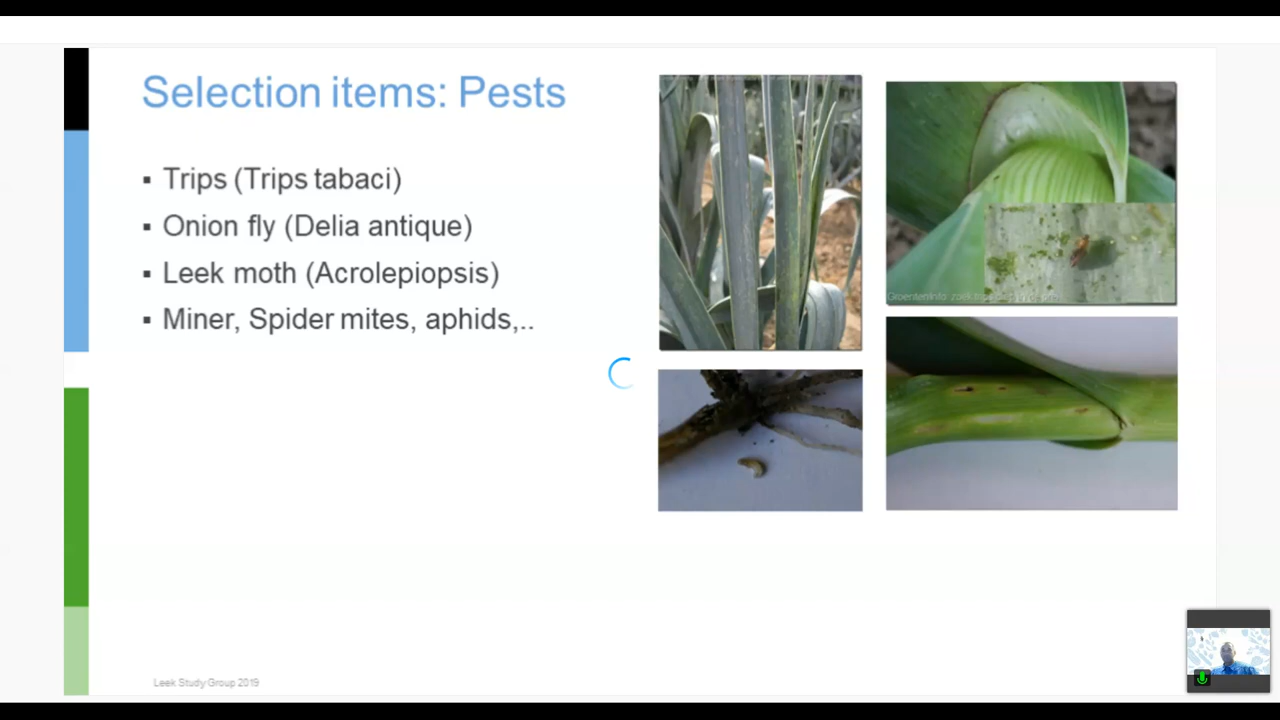 Selection items: Pests
▪ Trips (Trips tabaci)
▪ Onion fly (Delia antique)
▪ Leek moth (Acrolepiopsis)
▪ Miner, Spider mites, aphids,..
Leek Study Group 2019